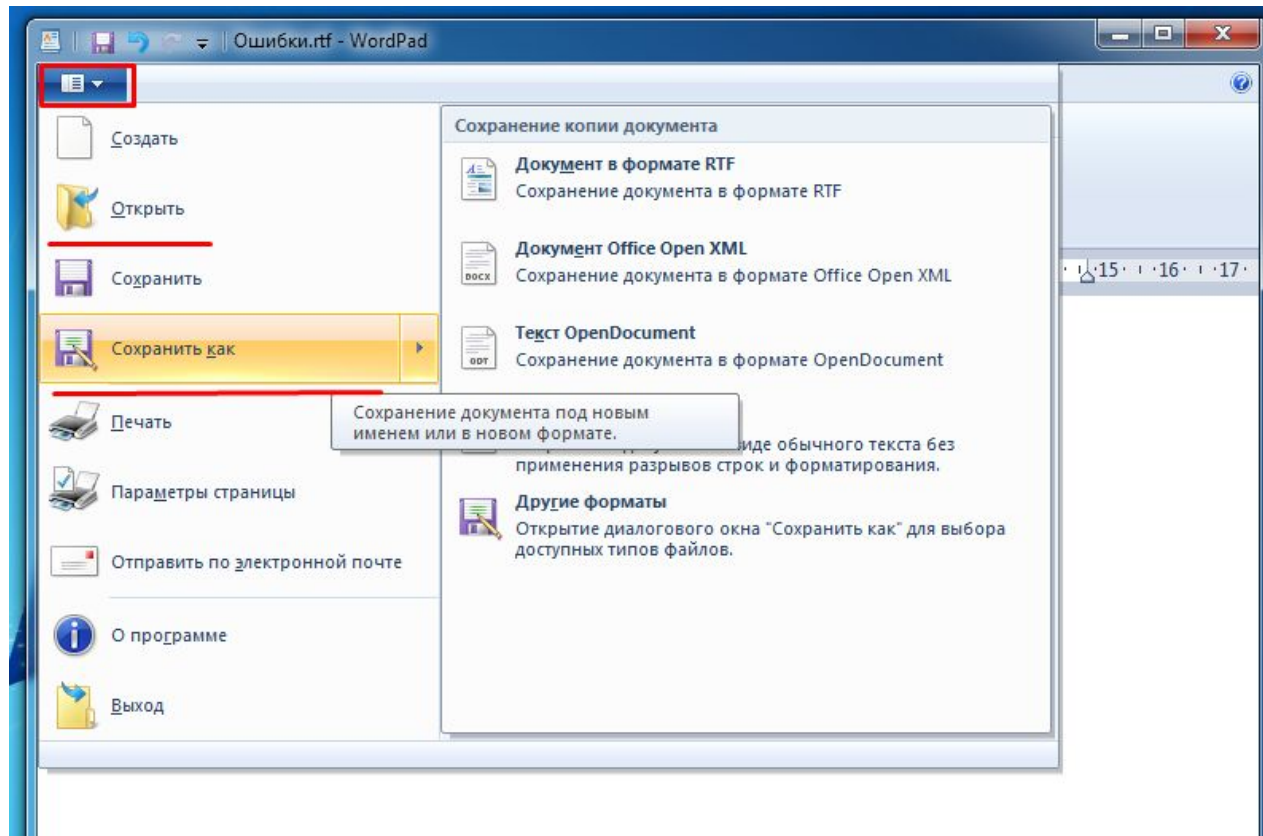 Ошибки.rtf - WordPad
Создать
Открыть
Сохранить
Сохранить как
Печать
Параметры страницы
Отправить по электронной почте
О программе
Выход
Сохранение копии документа
Документ в формате RTF
Сохранение документа в формате RTF
Документ Office Open XML
DOCX
Сохранение документа в формате Office Open XML
Текст OpenDocument
ODT
Сохранение документа в формате OpenDocument
Сохранение документа под новым
именем или в новом формате.
виде обычного текста без
применения разрывов строк и форматирования.
Другие форматы
Открытие диалогового окна "Сохранить как" для выбора
доступных типов файлов.
15 16 17